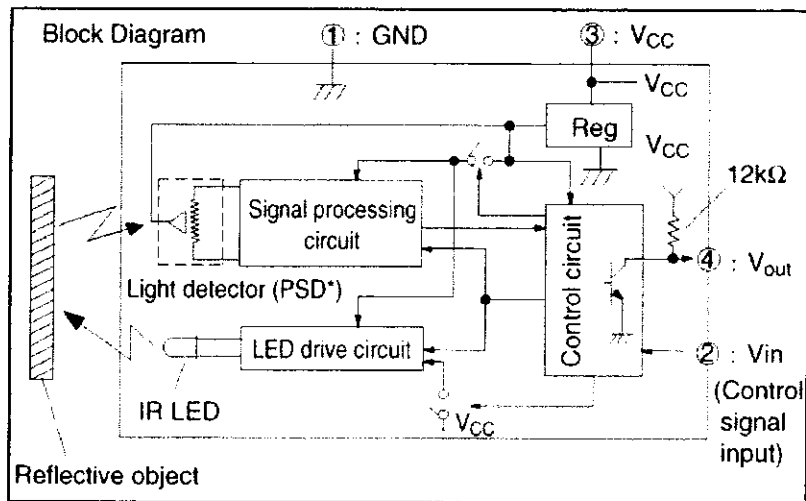 Block Diagram
① : GND
③ : VCC
VCC
Reg
VCC
12kΩ
Signal processing
circuit
Control circuit
④ : Vout
Light detector (PSD*)
LED drive circuit
② : Vin
(Control
signal
input)
IR LED
VCC
Reflective object